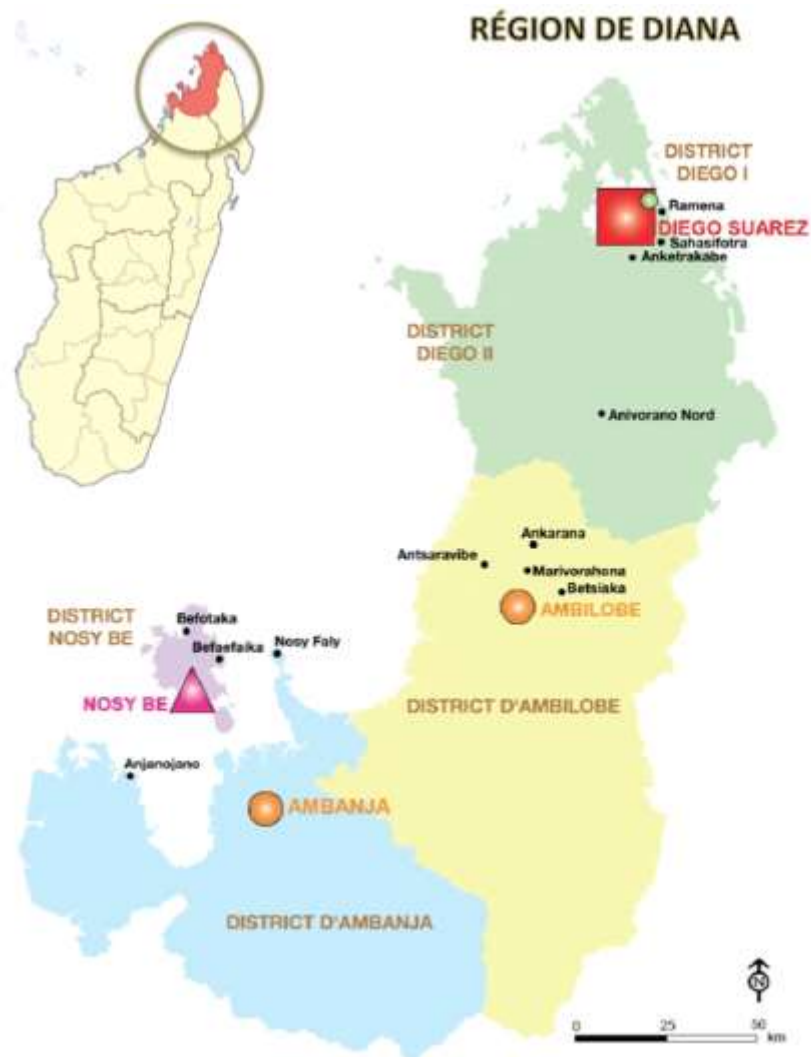 RÉGION DE DIANA
DISTRICT
DIEGO I
Ramena
DIEGO SUAREZ
Sahasifotra
Anketrakabe
DISTRICT
DIEGO II
Anivorano Nord
Ankarana
Antsaravibe
Marivorahona
Betsiaka
AMBILOBE
DISTRICT
NOSY BE
Befotaka
Befaefaika
Nosy Faly
NOSY BE
DISTRICT D'AMBILOBE
Anjanojano
AMBANJA
DISTRICT D'AMBANJA
N
0 25 50
km